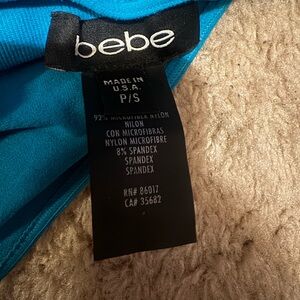 bebe
MADE IN
U.S.A.
P/S
92% MICROFIBER NYLON
NILON
CON MICROFIBRAS
NYLON MICROFIBRE
8% SPANDEX
SPANDEX
SPANDEX
RN# 86017
CA# 35682